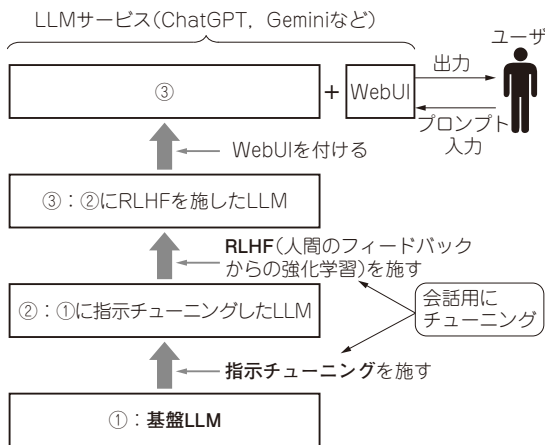 LLMサービス(ChatGPT，Geminiなど)
ユーザ
③
+
WebUI
出力
プロンプト
入力
WebUIを付ける
③：②にRLHFを施したLLM
RLHF(人間のフィードバック
からの強化学習)を施す
②：①に指示チューニングしたLLM
会話用に
チューニング
指示チューニングを施す
①：基盤LLM